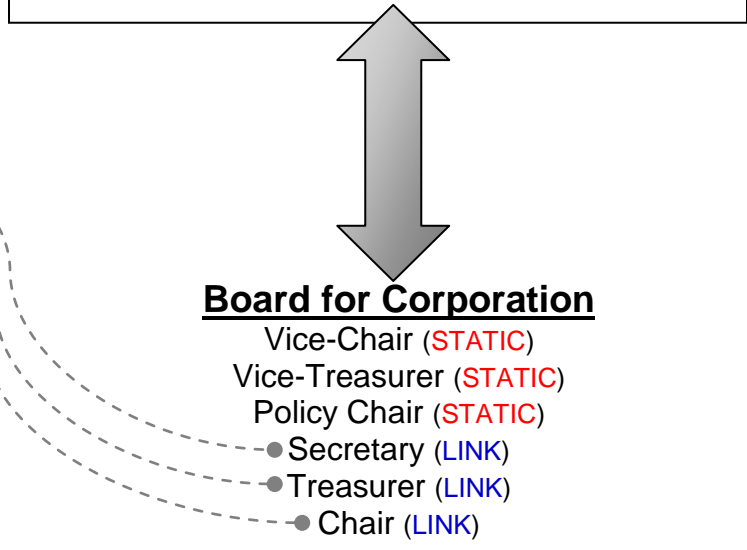 Board for Corporation
Vice-Chair (STATIC)
Vice-Treasurer (STATIC)
Policy Chair (STATIC)
Secretary (LINK)
Treasurer (LINK)
Chair (LINK)